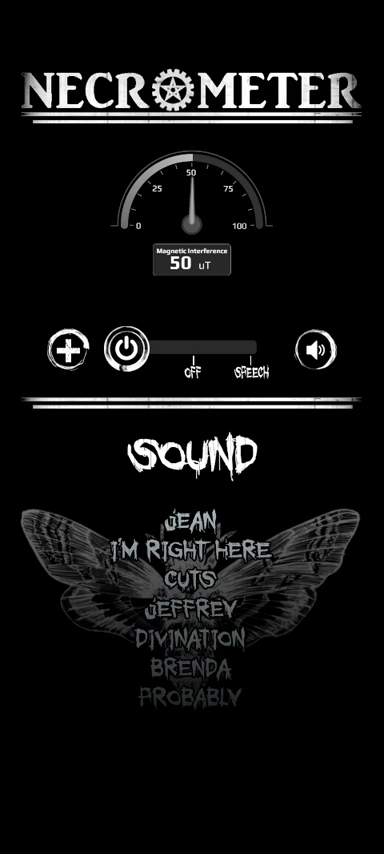 NECROMETER
50
25
75
0
100
Magnetic Interference
50 uT
OFF
SPEECH
SOUND
JEAN
I'M RIGHT HERE
CUTS
JEFFREY
DIVINATION
BRENDA
PROBABLY